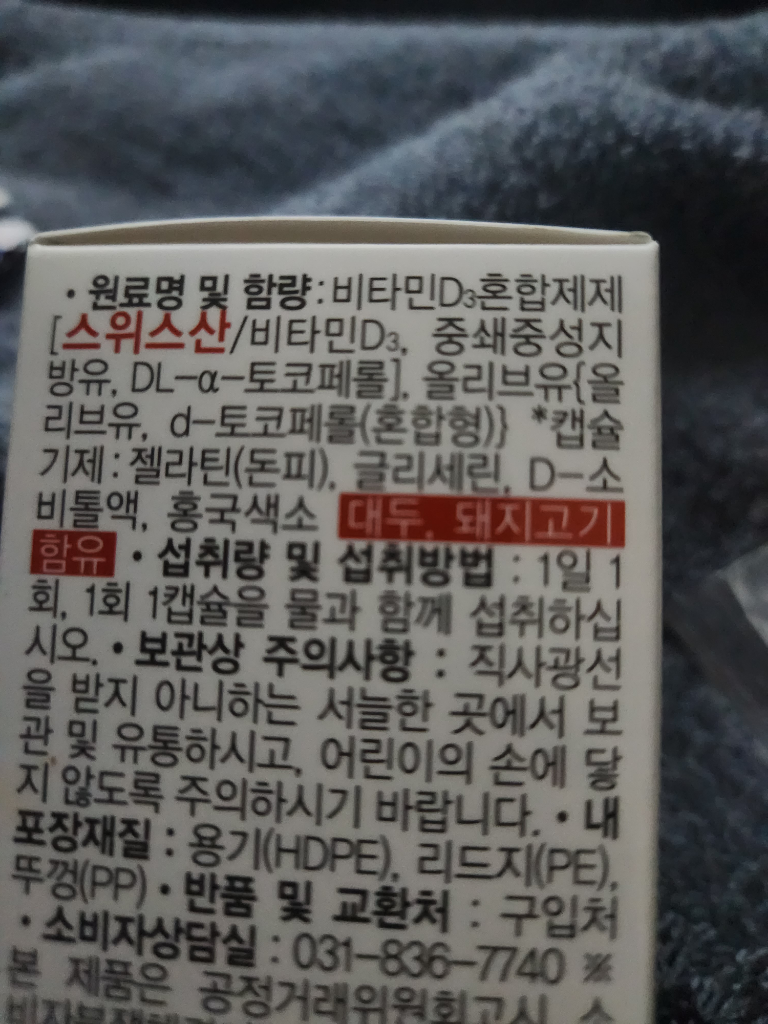 • 원료명 및 함량 : 비타민D₃혼합제제
[스위스산/비타민D₃, 중쇄중성지
방유, DL-α-토코페롤], 올리브유{올
리브유, d-토코페롤(혼합형)} *캡슐
기제 : 젤라틴(돈피), 글리세린, D-소
비톨액, 홍국색소 대두, 돼지고기
함유 • 섭취량 및 섭취방법 : 1일 1
회, 1회 1캡슐을 물과 함께 섭취하십
시오. • 보관상 주의사항 : 직사광선
을 받지 아니하는 서늘한 곳에서 보
관 및 유통하시고, 어린이의 손에 닿
지 않도록 주의하시기 바랍니다. • 내
포장재질 : 용기(HDPE), 리드지(PE),
뚜껑(PP) • 반품 및 교환처 : 구입처
• 소비자상담실 : 031-836-7740 ※
본 제품은 공정거래위원회고시 소